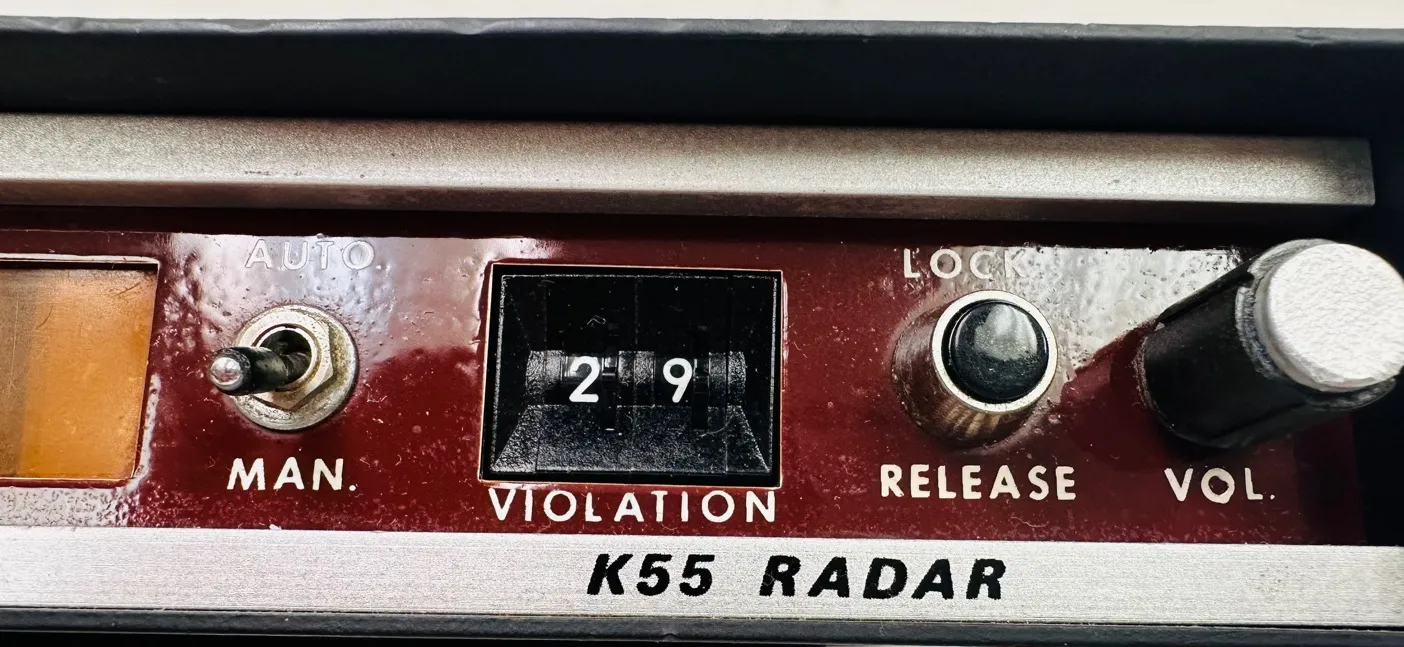 AUTO
LOCK
2 9
MAN.
RELEASE
VOL.
VIOLATION
K55 RADAR